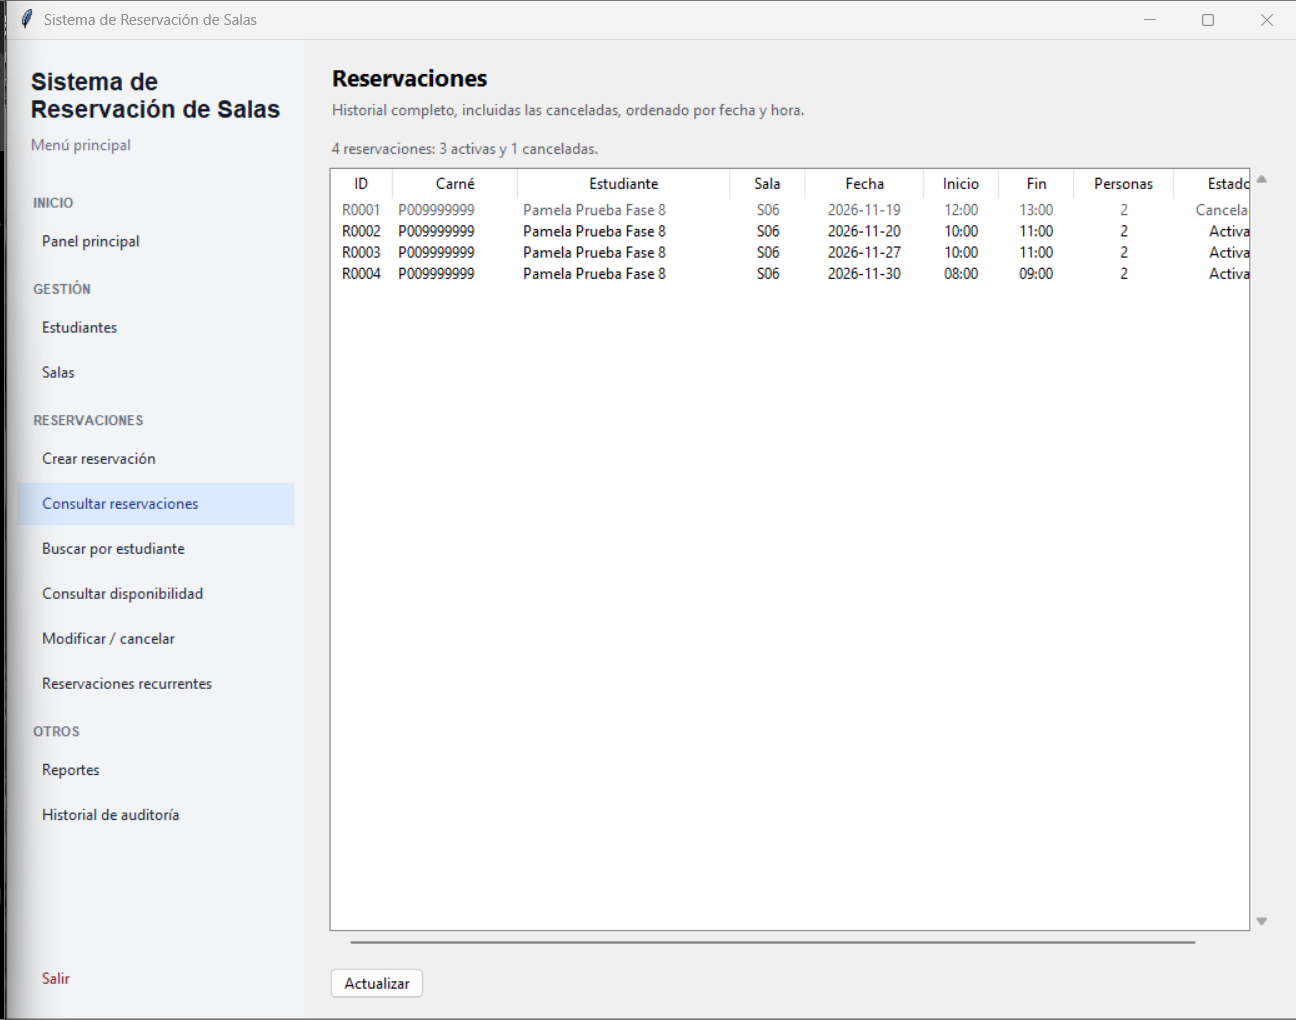 Sistema de Reservación de Salas
Sistema de
Reservación de Salas
Menú principal
INICIO
Panel principal
GESTIÓN
Estudiantes
Salas
RESERVACIONES
Crear reservación
Consultar reservaciones
Buscar por estudiante
Consultar disponibilidad
Modificar / cancelar
Reservaciones recurrentes
OTROS
Reportes
Historial de auditoría
Salir
Reservaciones
Historial completo, incluidas las canceladas, ordenado por fecha y hora.
4 reservaciones: 3 activas y 1 canceladas.
ID Carné Estudiante Sala Fecha Inicio Fin Personas Estado
R0001 P009999999 Pamela Prueba Fase 8 S06 2026-11-19 12:00 13:00 2 Cancela
R0002 P009999999 Pamela Prueba Fase 8 S06 2026-11-20 10:00 11:00 2 Activa
R0003 P009999999 Pamela Prueba Fase 8 S06 2026-11-27 10:00 11:00 2 Activa
R0004 P009999999 Pamela Prueba Fase 8 S06 2026-11-30 08:00 09:00 2 Activa
Actualizar